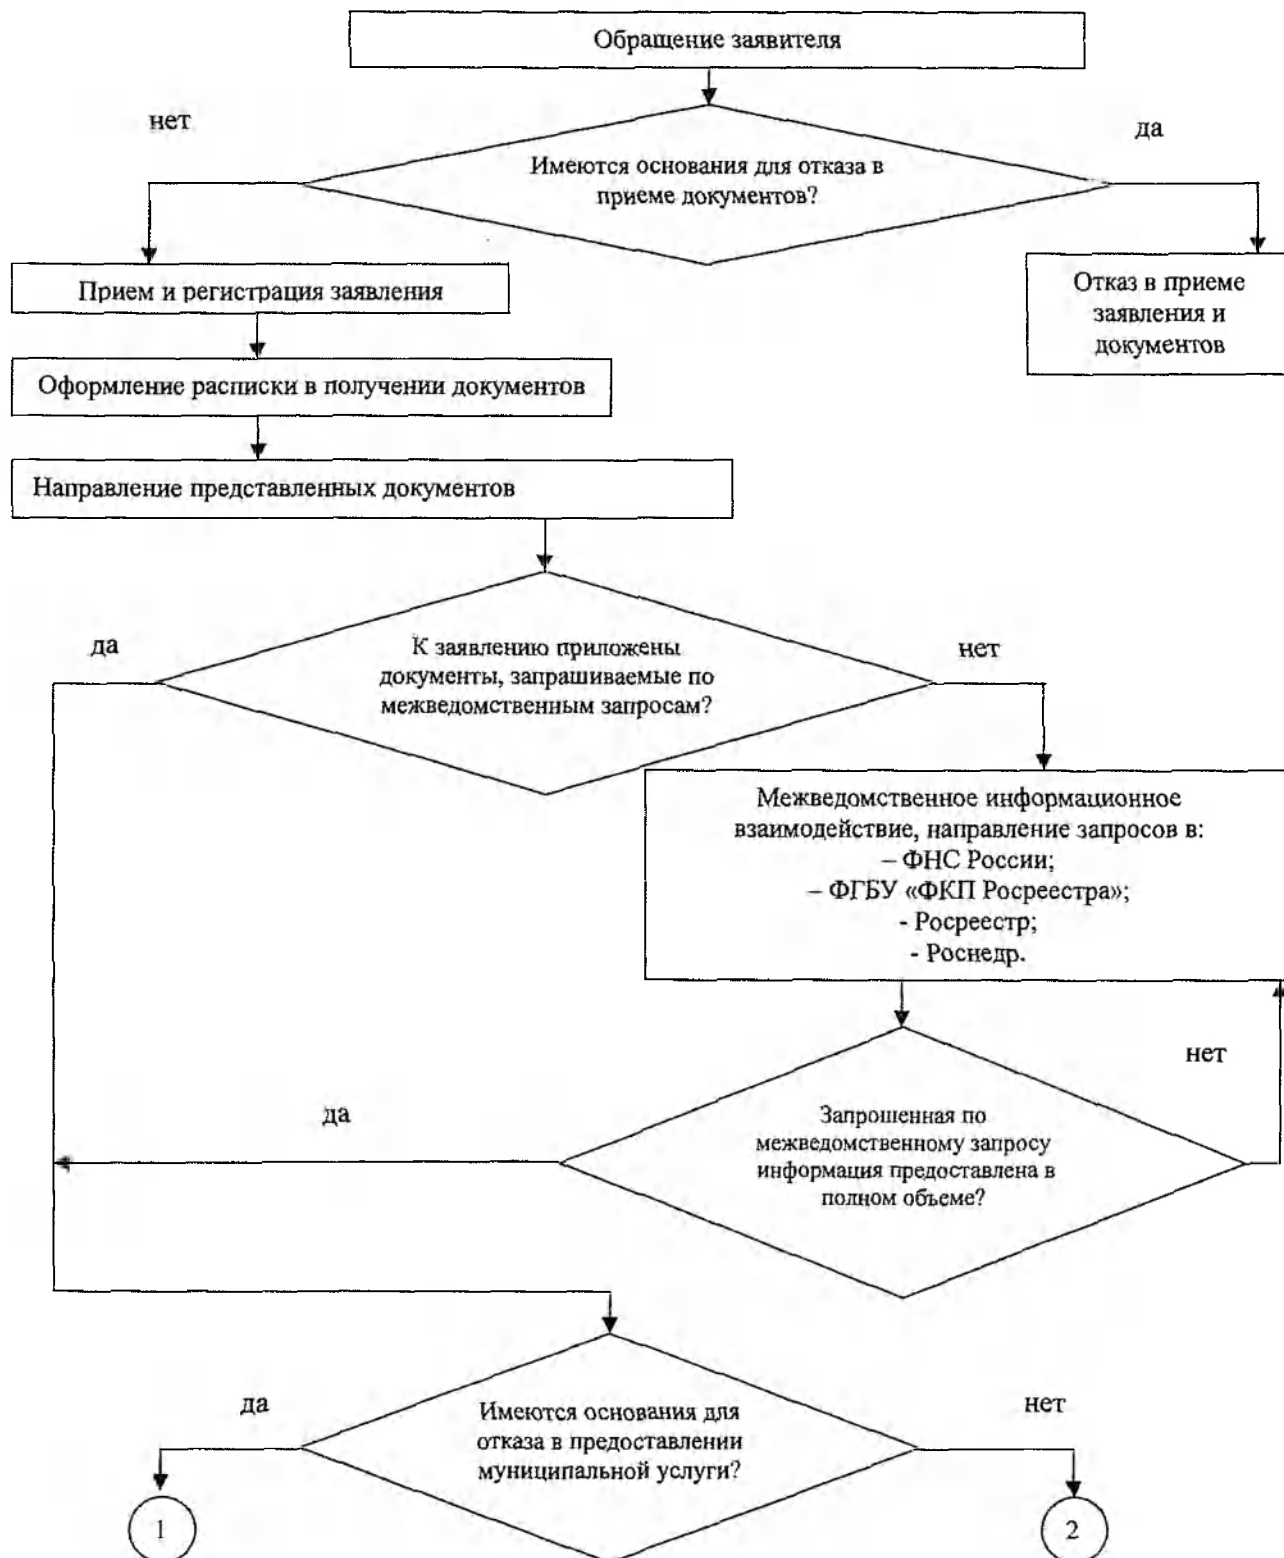 Обращение заявителя
нет
да
Имеются основания для отказа в
приеме документов?
Прием и регистрация заявления
Отказ в приеме
заявления и
документов
Оформление расписки в получении документов
Направление представленных документов
да
нет
К заявлению приложены
документы, запрашиваемые по
межведомственным запросам?
Межведомственное информационное
взаимодействие, направление запросов в:
– ФНС России;
– ФГБУ «ФКП Росреестра»;
- Росреестр;
- Роснедр.
нет
да
Запрошенная по
межведомственному запросу
информация предоставлена в
полном объеме?
да
нет
Имеются основания для
отказа в предоставлении
муниципальной услуги?
1
2